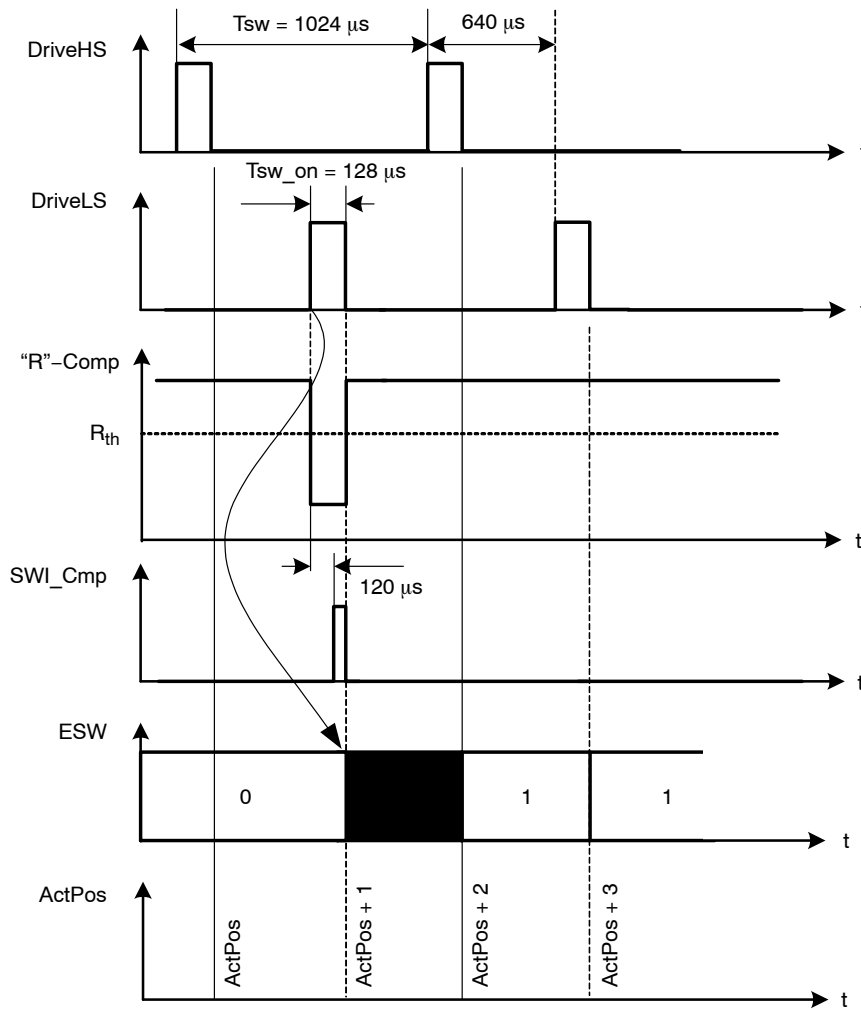 Tsw = 1024 μs
640 μs
DriveHS
t
Tsw_on = 128 μs
DriveLS
t
“R”−Comp
Rth
t
SWI_Cmp
120 μs
t
ESW
0
1
1
t
ActPos
ActPos
ActPos + 1
ActPos + 2
ActPos + 3
t